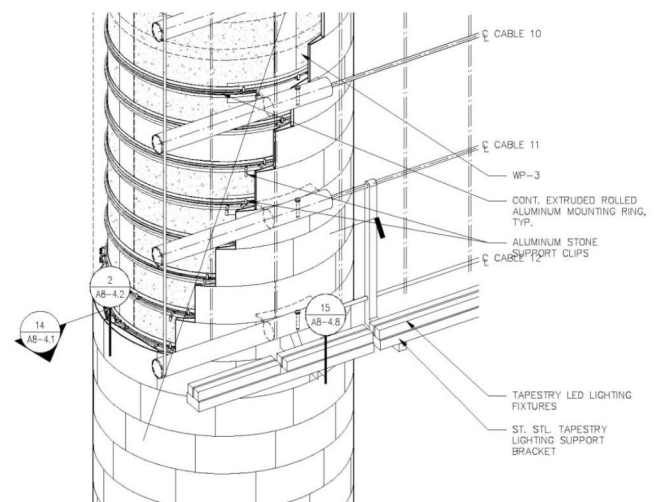 ℄ CABLE 10
℄ CABLE 11
WP-3
CONT. EXTRUDED ROLLED
ALUMINUM MOUNTING RING,
TYP.
ALUMINUM STONE
SUPPORT CLIPS
℄ CABLE 12
2
A8-4.2
15
A8-4.8
14
A8-4.1
TAPESTRY LED LIGHTING
FIXTURES
ST. STL. TAPESTRY
LIGHTING SUPPORT
BRACKET